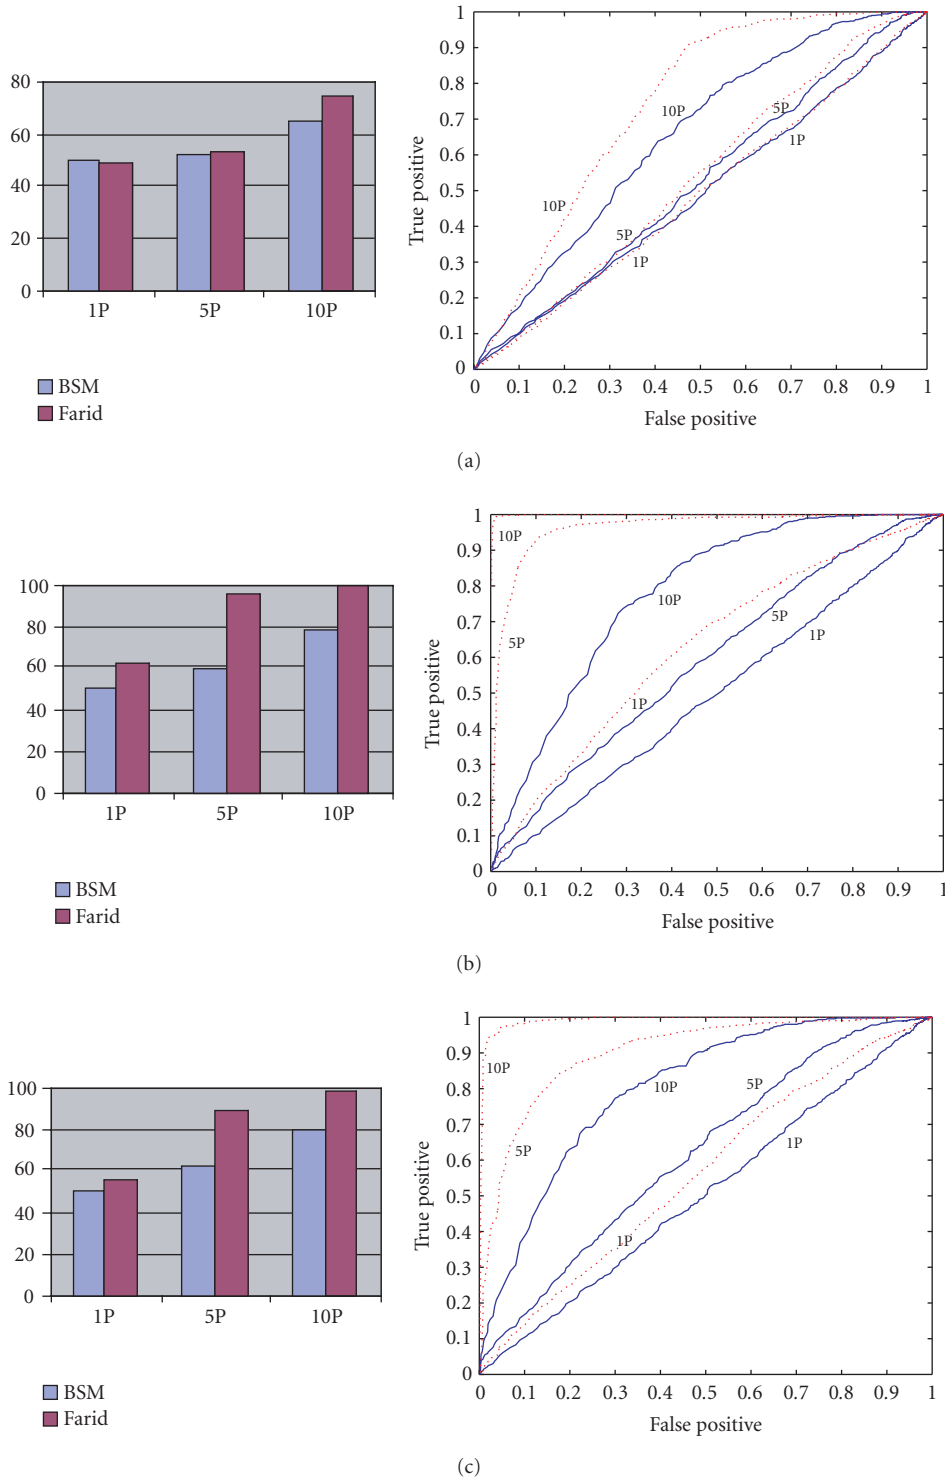 80
60
40
20
0
1P 5P 10P
BSM
Farid
1
0.9
0.8
0.7
0.6
0.5
0.4
0.3
0.2
0.1
0
True positive
10P
5P
1P
10P
5P
1P
0 0.1 0.2 0.3 0.4 0.5 0.6 0.7 0.8 0.9 1
False positive
(a)
100
80
60
40
20
0
1P 5P 10P
BSM
Farid
1
0.9
0.8
0.7
0.6
0.5
0.4
0.3
0.2
0.1
0
True positive
10P
10P
5P
5P
1P
1P
0 0.1 0.2 0.3 0.4 0.5 0.6 0.7 0.8 0.9 1
False positive
(b)
100
80
60
40
20
0
1P 5P 10P
BSM
Farid
1
0.9
0.8
0.7
0.6
0.5
0.4
0.3
0.2
0.1
0
True positive
10P
10P
5P
5P
1P
1P
0 0.1 0.2 0.3 0.4 0.5 0.6 0.7 0.8 0.9 1
False positive
(c)